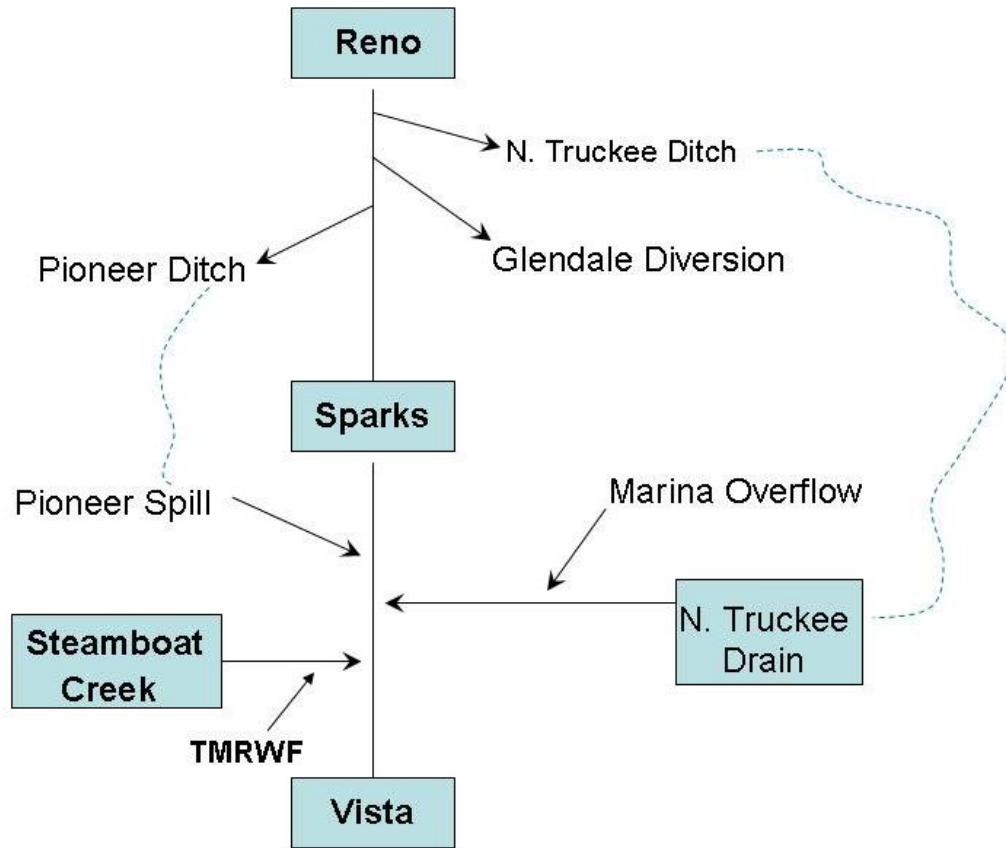 Reno
N. Truckee Ditch
Glendale Diversion
Pioneer Ditch
Sparks
Marina Overflow
Pioneer Spill
N. Truckee
Drain
Steamboat
Creek
TMRWF
Vista